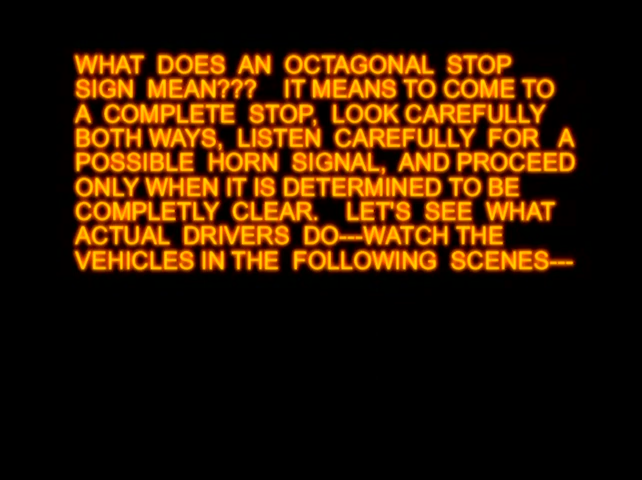 WHAT DOES AN OCTAGONAL STOP
SIGN MEAN??? IT MEANS TO COME TO
A COMPLETE STOP, LOOK CAREFULLY
BOTH WAYS, LISTEN CAREFULLY FOR A
POSSIBLE HORN SIGNAL, AND PROCEED
ONLY WHEN IT IS DETERMINED TO BE
COMPLETLY CLEAR. LET'S SEE WHAT
ACTUAL DRIVERS DO---WATCH THE
VEHICLES IN THE FOLLOWING SCENES---